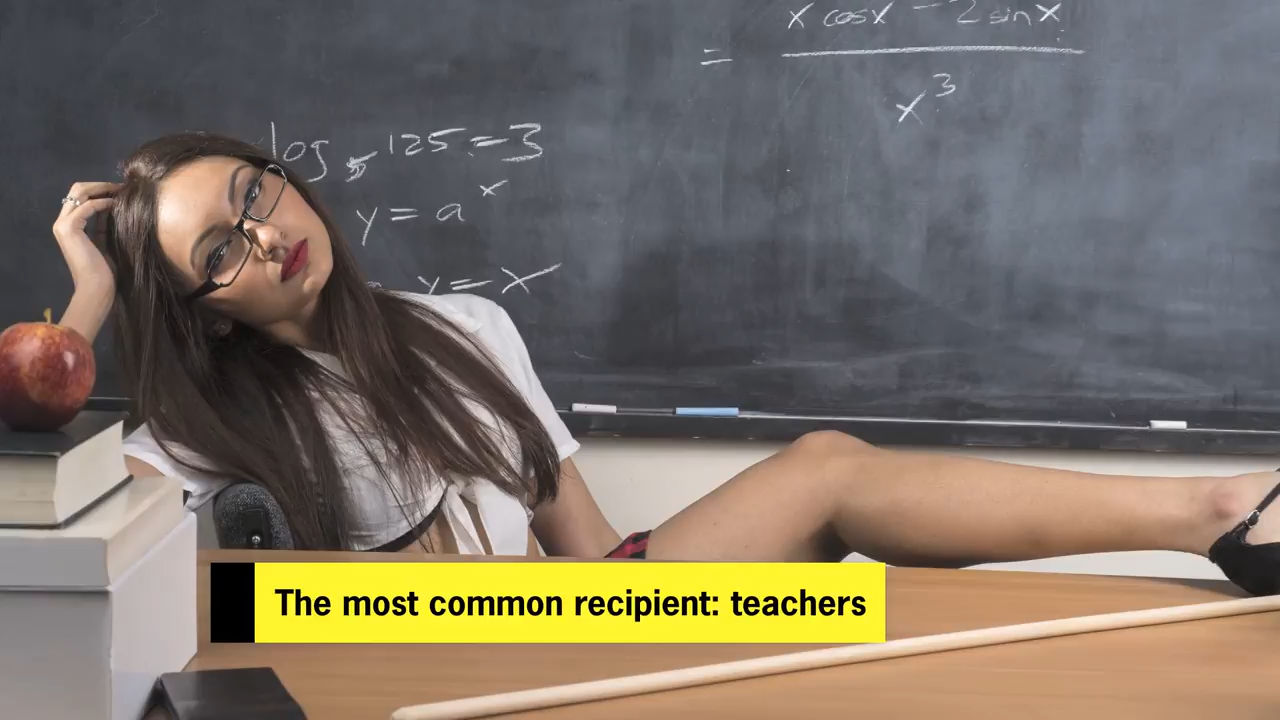 x cosx - 2 sinx
=
x³
log₅ 125 = 3
y = aˣ
y = x
The most common recipient: teachers